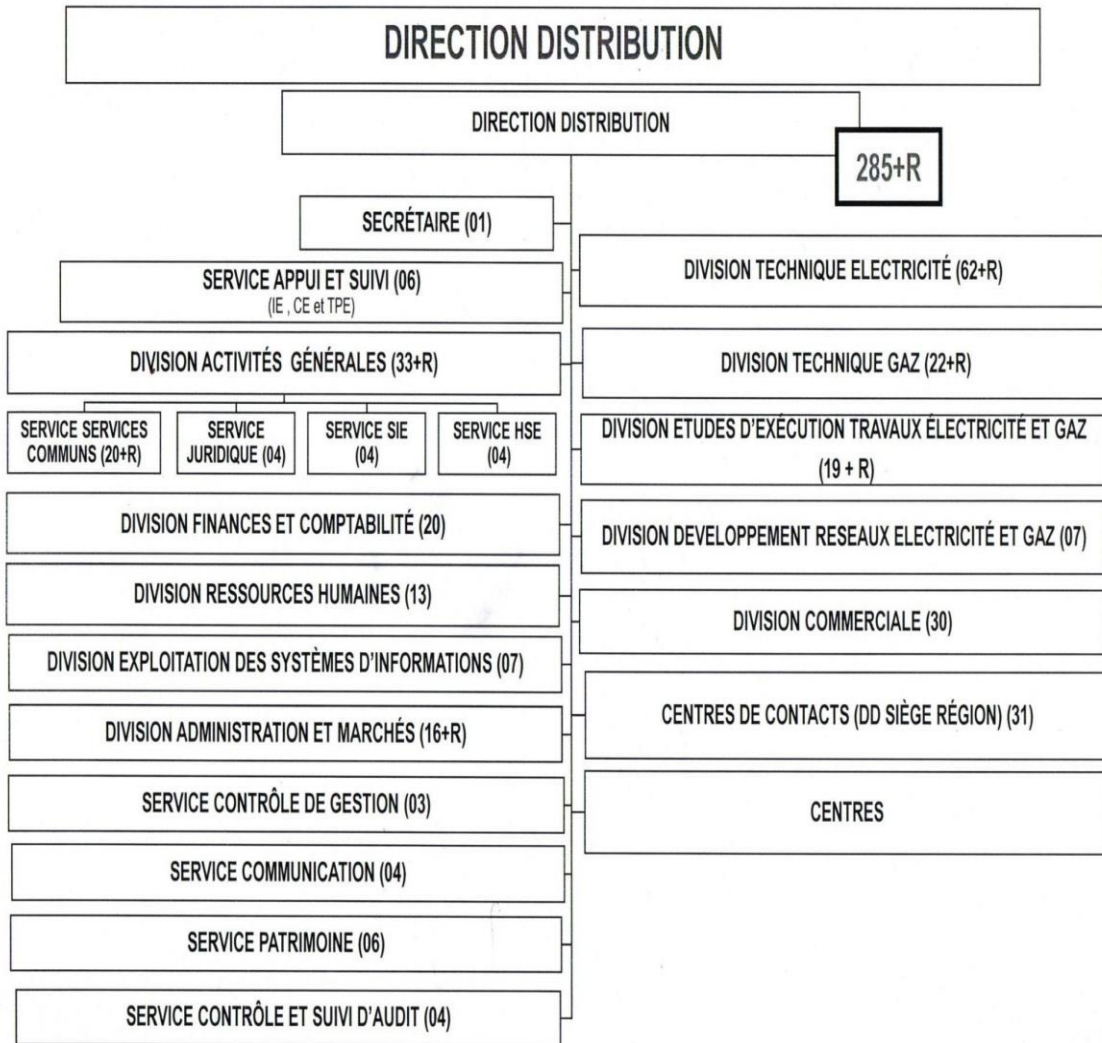 DIRECTION DISTRIBUTION
DIRECTION DISTRIBUTION
285+R
SECRÉTAIRE (01)
SERVICE APPUI ET SUIVI (06)
(IE , CE et TPE)
DIVISION ACTIVITÉS GÉNÉRALES (33+R)
SERVICE SERVICES
COMMUNS (20+R)
SERVICE
JURIDIQUE (04)
SERVICE SIE
(04)
SERVICE HSE
(04)
DIVISION FINANCES ET COMPTABILITÉ (20)
DIVISION RESSOURCES HUMAINES (13)
DIVISION EXPLOITATION DES SYSTÈMES D'INFORMATIONS (07)
DIVISION ADMINISTRATION ET MARCHÉS (16+R)
SERVICE CONTRÔLE DE GESTION (03)
SERVICE COMMUNICATION (04)
SERVICE PATRIMOINE (06)
SERVICE CONTRÔLE ET SUIVI D'AUDIT (04)
DIVISION TECHNIQUE ELECTRICITÉ (62+R)
DIVISION TECHNIQUE GAZ (22+R)
DIVISION ETUDES D'EXÉCUTION TRAVAUX ÉLECTRICITÉ ET GAZ
(19 + R)
DIVISION DEVELOPPEMENT RESEAUX ELECTRICITÉ ET GAZ (07)
DIVISION COMMERCIALE (30)
CENTRES DE CONTACTS (DD SIÈGE RÉGION) (31)
CENTRES